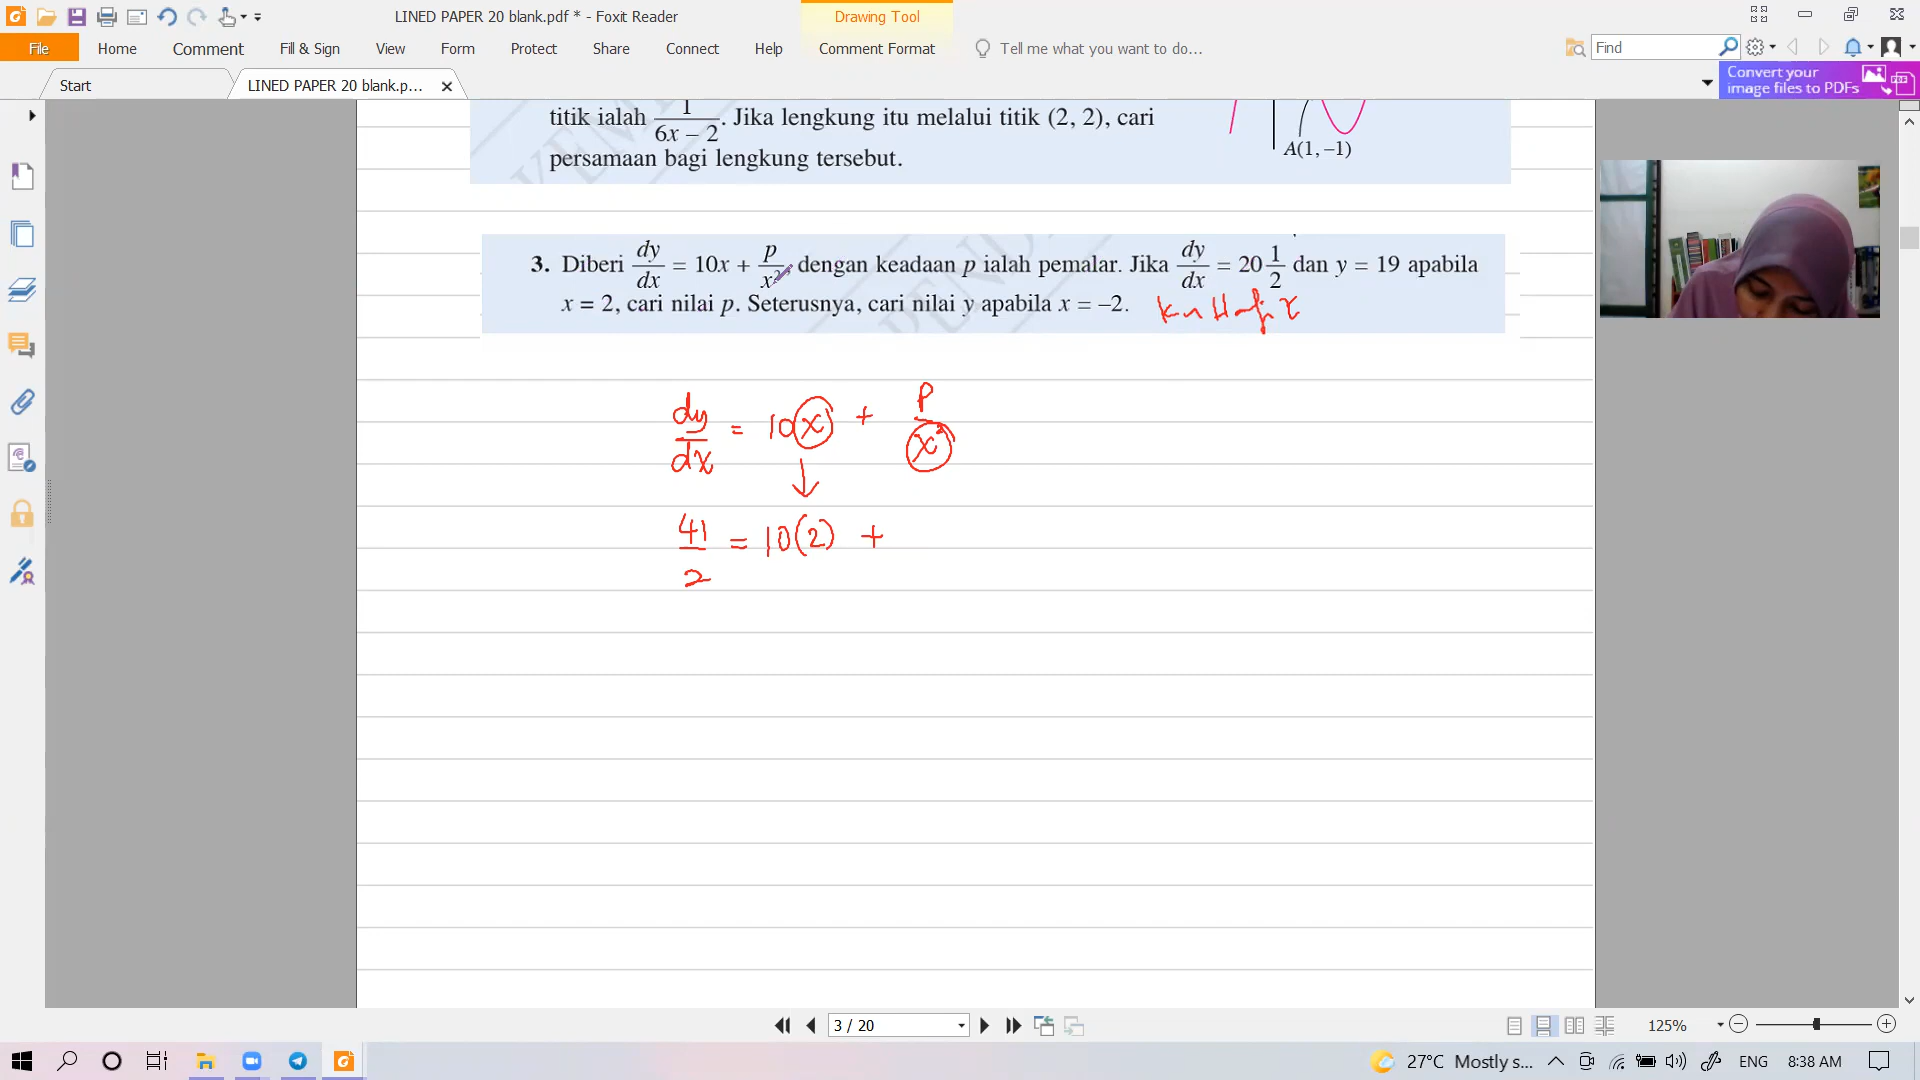 LINED PAPER 20 blank.pdf * - Foxit Reader
Drawing Tool
File Home Comment Fill & Sign View Form Protect Share Connect Help Comment Format Tell me what you want to do... Find
Start LINED PAPER 20 blank.p... Convert your image files to PDFs
titik ialah 1/(6x – 2). Jika lengkung itu melalui titik (2, 2), cari
persamaan bagi lengkung tersebut.
A(1, –1)
3. Diberi dy/dx = 10x + p/x², dengan keadaan p ialah pemalar. Jika dy/dx = 20 1/2 dan y = 19 apabila
x = 2, cari nilai p. Seterusnya, cari nilai y apabila x = –2.
dy/dx = 10x + p/x²
41/2 = 10(2) +
3 / 20
125%
27°C Mostly s... ENG 8:38 AM